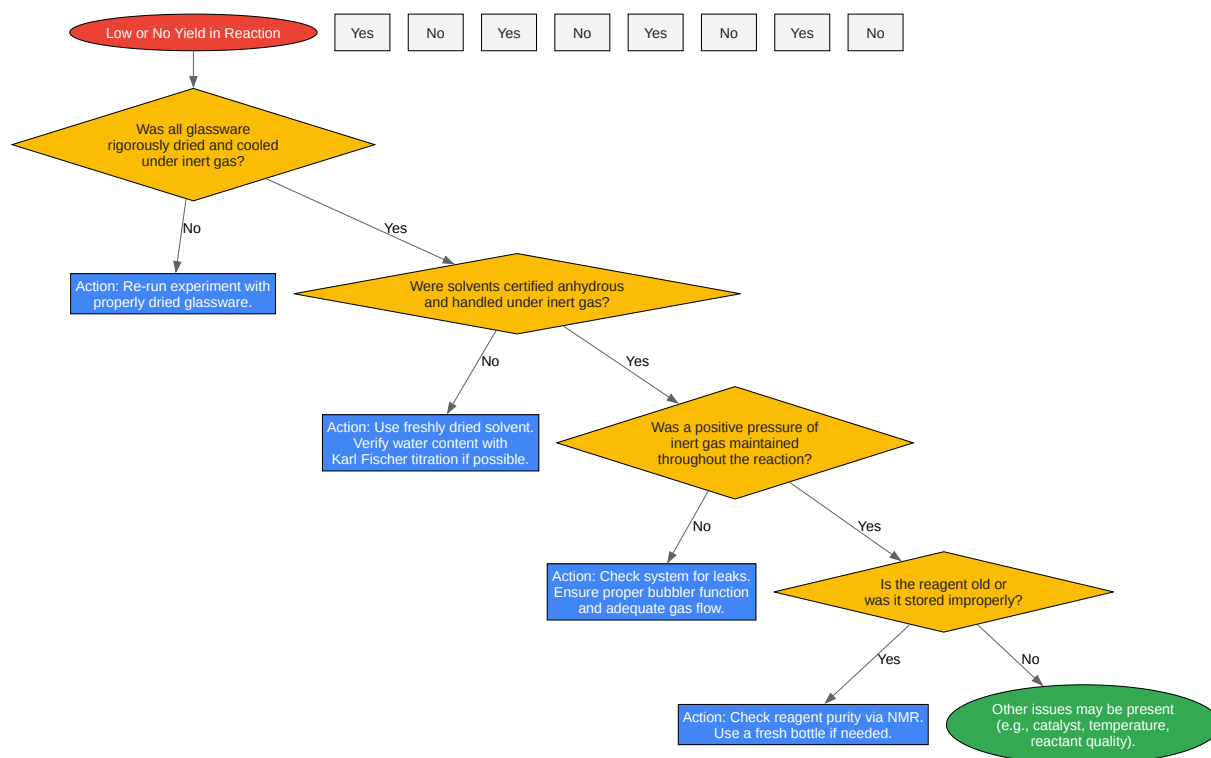 Low or No Yield in Reaction
Yes
No
Yes
No
Yes
No
Yes
No
Was all glassware
rigorously dried and cooled
under inert gas?
No
Yes
Action: Re-run experiment with
properly dried glassware.
Were solvents certified anhydrous
and handled under inert gas?
No
Yes
Action: Use freshly dried solvent.
Verify water content with
Karl Fischer titration if possible.
Was a positive pressure of
inert gas maintained
throughout the reaction?
No
Yes
Action: Check system for leaks.
Ensure proper bubbler function
and adequate gas flow.
Is the reagent old or
was it stored improperly?
Yes
No
Action: Check reagent purity via NMR.
Use a fresh bottle if needed.
Other issues may be present
(e.g., catalyst, temperature,
reactant quality).